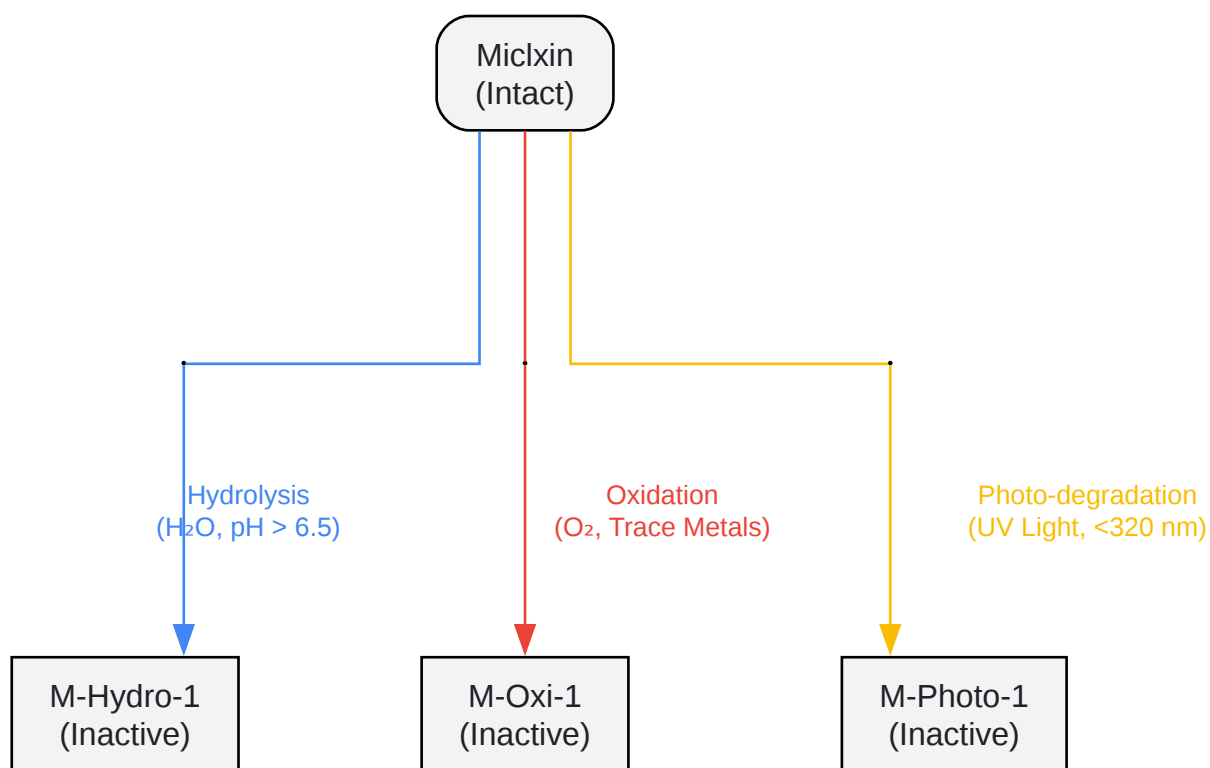 Miclxin
(Intact)
Hydrolysis
(H₂O, pH > 6.5)
Oxidation
(O₂, Trace Metals)
Photo-degradation
(UV Light, <320 nm)
M-Hydro-1
(Inactive)
M-Oxi-1
(Inactive)
M-Photo-1
(Inactive)